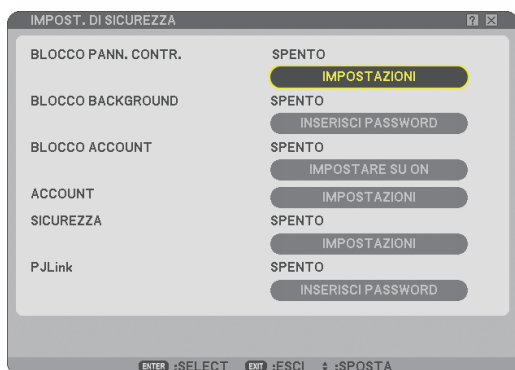 IMPOST. DI SICUREZZA
BLOCCO PANN. CONTR. SPENTO
IMPOSTAZIONI
BLOCCO BACKGROUND SPENTO
INSERISCI PASSWORD
BLOCCO ACCOUNT SPENTO
IMPOSTARE SU ON
ACCOUNT IMPOSTAZIONI
SICUREZZA SPENTO
IMPOSTAZIONI
PJLink SPENTO
INSERISCI PASSWORD
ENTER :SELECT EXIT :ESCI :SPOSTA